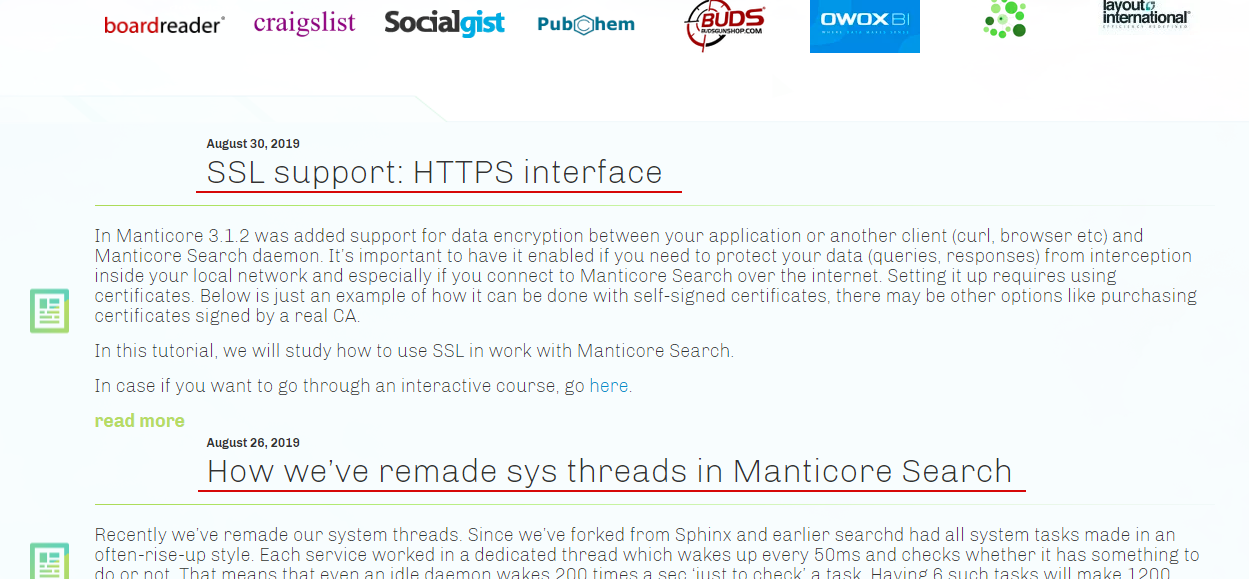 boardreader
craigslist
Socialgist
PubChem
BUDS
BUDSGUNSHOP.COM
OWOX BI
WHERE DATA MAKES SENSE
layout
international
EFFICIENCY REDEFINED
August 30, 2019
SSL support: HTTPS interface
In Manticore 3.1.2 was added support for data encryption between your application or another client (curl, browser etc) and
Manticore Search daemon. It’s important to have it enabled if you need to protect your data (queries, responses) from interception
inside your local network and especially if you connect to Manticore Search over the internet. Setting it up requires using
certificates. Below is just an example of how it can be done with self-signed certificates, there may be other options like purchasing
certificates signed by a real CA.
In this tutorial, we will study how to use SSL in work with Manticore Search.
In case if you want to go through an interactive course, go here.
read more
August 26, 2019
How we’ve remade sys threads in Manticore Search
Recently we’ve remade our system threads. Since we’ve forked from Sphinx and earlier searchd had all system tasks made in an
often-rise-up style. Each service worked in a dedicated thread which wakes up every 50ms and checks whether it has something to
do or not. That means that even an idle daemon wakes 200 times a sec ‘just to check’ a task. Having 6 such tasks will make 1200